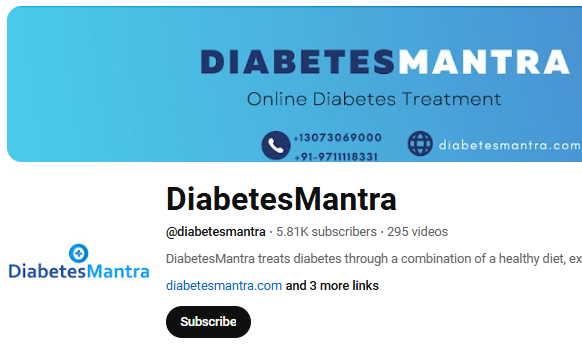 DIABETESMANTRA
Online Diabetes Treatment
+13073069000
+91-9711118331
diabetesmantra.com
DiabetesMantra
@diabetesmantra · 5.81K subscribers · 295 videos
DiabetesMantra
DiabetesMantra treats diabetes through a combination of a healthy diet, ex
diabetesmantra.com and 3 more links
Subscribe